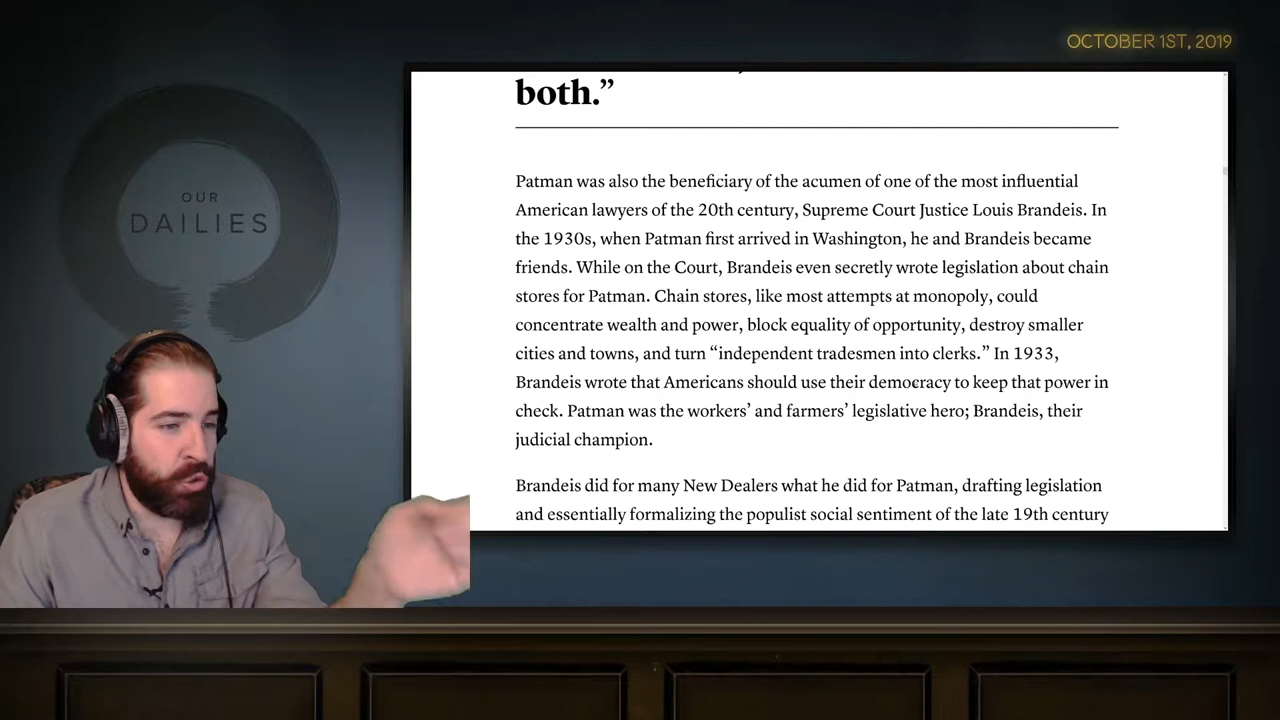 OCTOBER 1ST, 2019
OUR
DAILIES
both.”
Patman was also the beneficiary of the acumen of one of the most influential
American lawyers of the 20th century, Supreme Court Justice Louis Brandeis. In
the 1930s, when Patman first arrived in Washington, he and Brandeis became
friends. While on the Court, Brandeis even secretly wrote legislation about chain
stores for Patman. Chain stores, like most attempts at monopoly, could
concentrate wealth and power, block equality of opportunity, destroy smaller
cities and towns, and turn “independent tradesmen into clerks.” In 1933,
Brandeis wrote that Americans should use their democracy to keep that power in
check. Patman was the workers’ and farmers’ legislative hero; Brandeis, their
judicial champion.
Brandeis did for many New Dealers what he did for Patman, drafting legislation
and essentially formalizing the populist social sentiment of the late 19th century